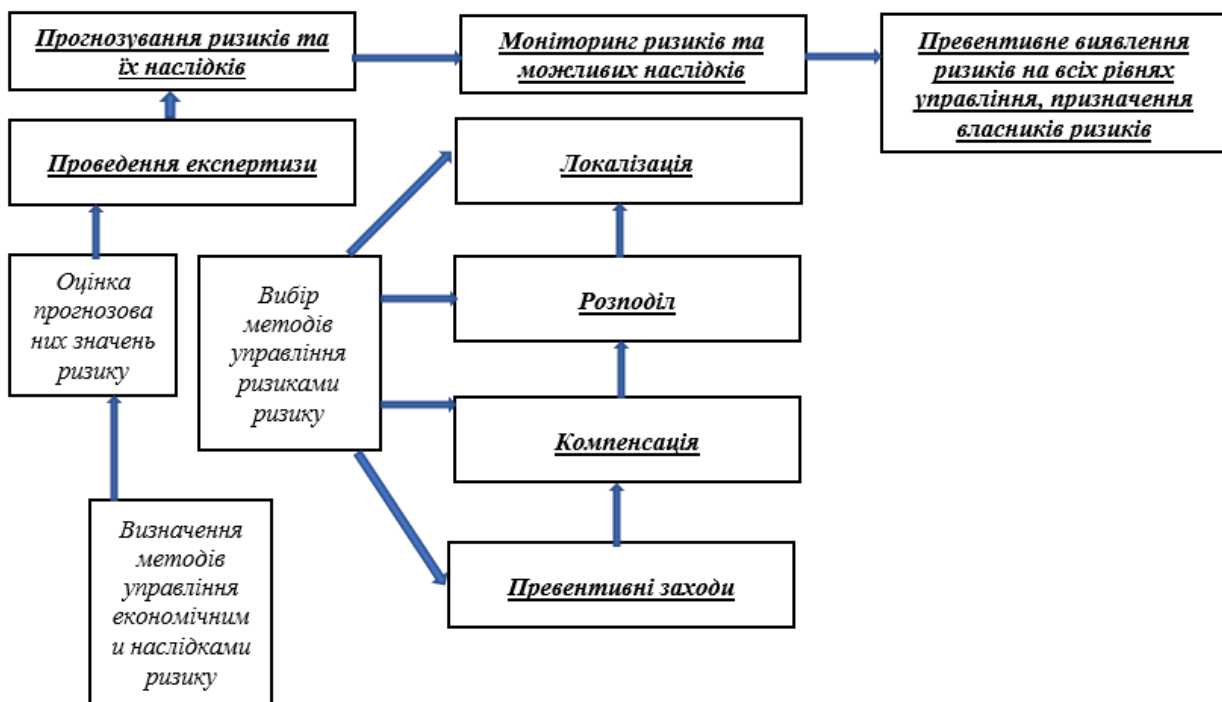 Прогнозування ризиків та
їх наслідків
Моніторинг ризиків та
можливих наслідків
Превентивне виявлення
ризиків на всіх рівнях
управління, призначення
власників ризиків
Проведення експертизи
Локалізація
Оцінка
прогнозова
них значень
ризику
Вибір
методів
управління
ризиками
ризику
Розподіл
Компенсація
Визначення
методів
управління
економічним
и наслідками
ризику
Превентивні заходи